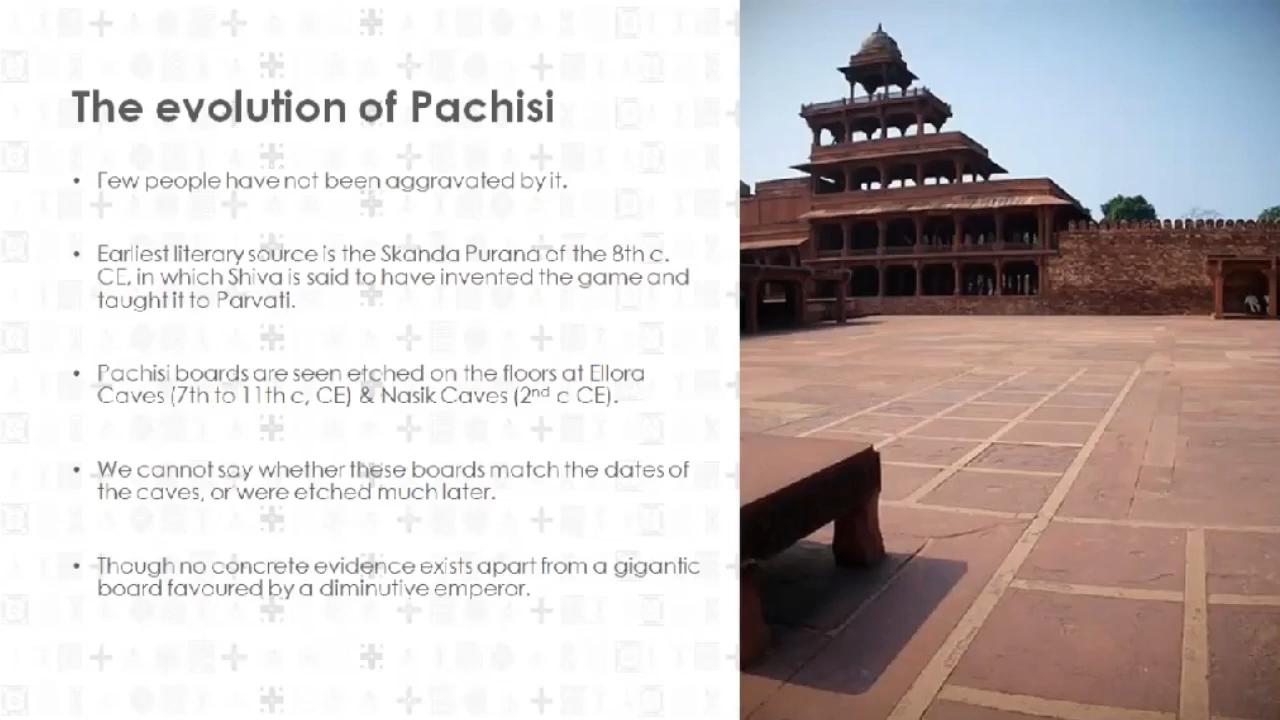 The evolution of Pachisi
• Few people have not been aggravated by it.
• Earliest literary source is the Skanda Purana of the 8th c.
CE, in which Shiva is said to have invented the game and
taught it to Parvati.
• Pachisi boards are seen etched on the floors at Ellora
Caves (7th to 11th c, CE) & Nasik Caves (2nd c CE).
• We cannot say whether these boards match the dates of
the caves, or were etched much later.
• Though no concrete evidence exists apart from a gigantic
board favoured by a diminutive emperor.